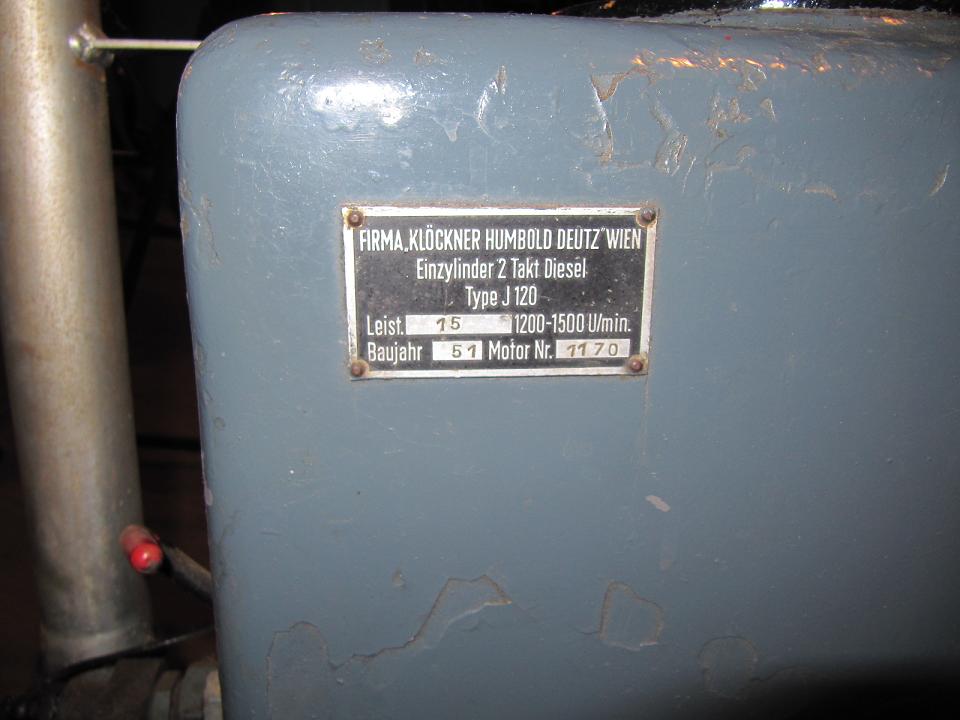 FIRMA „KLÖCKNER HUMBOLD DEUTZ" WIEN
Einzylinder 2 Takt Diesel
Type J 120
Leist. 15 1200-1500 U/min.
Baujahr 51 Motor Nr. 1170